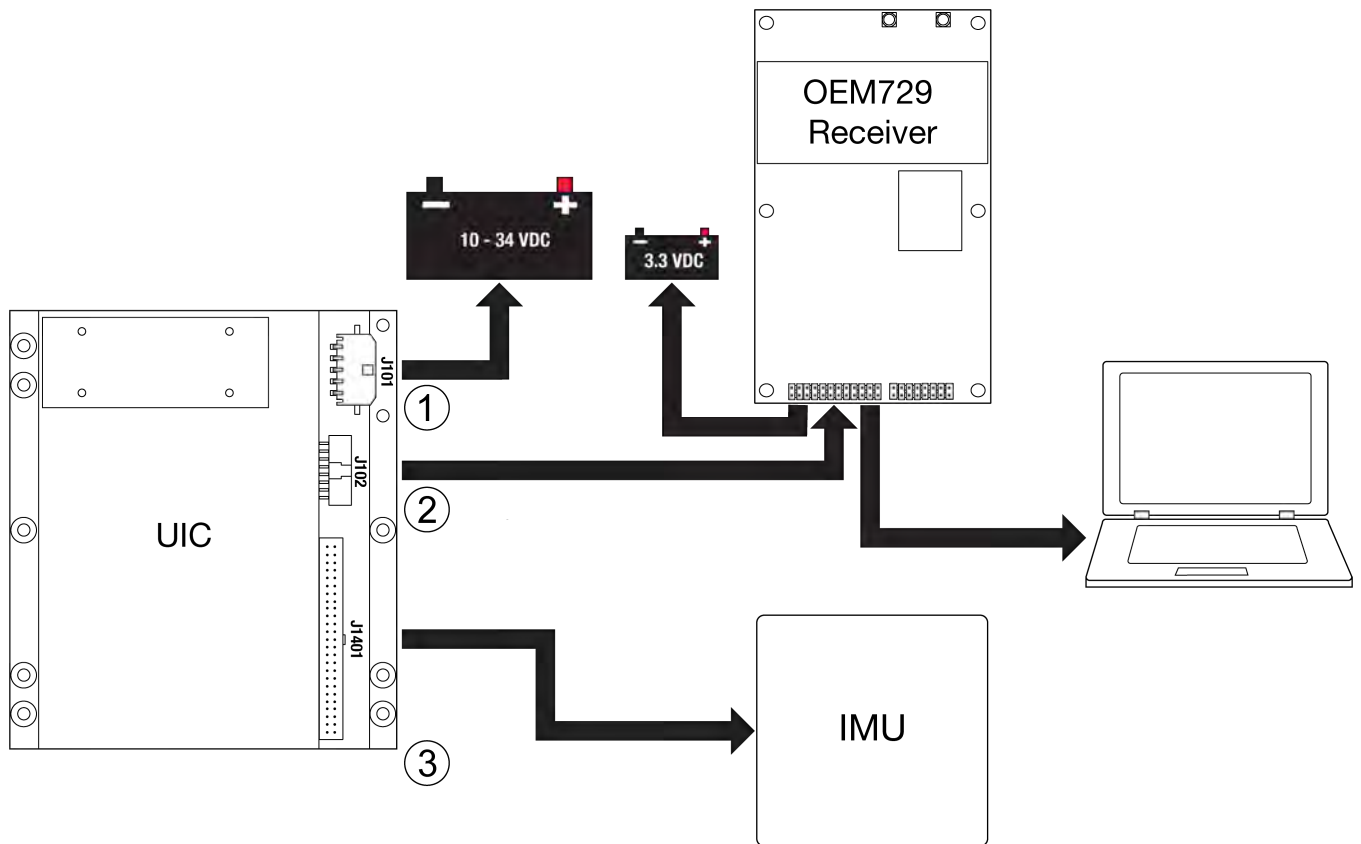 OEM729
Receiver
− +
10 - 34 VDC
− +
3.3 VDC
J101
1
J102
2
UIC
J1401
IMU
3